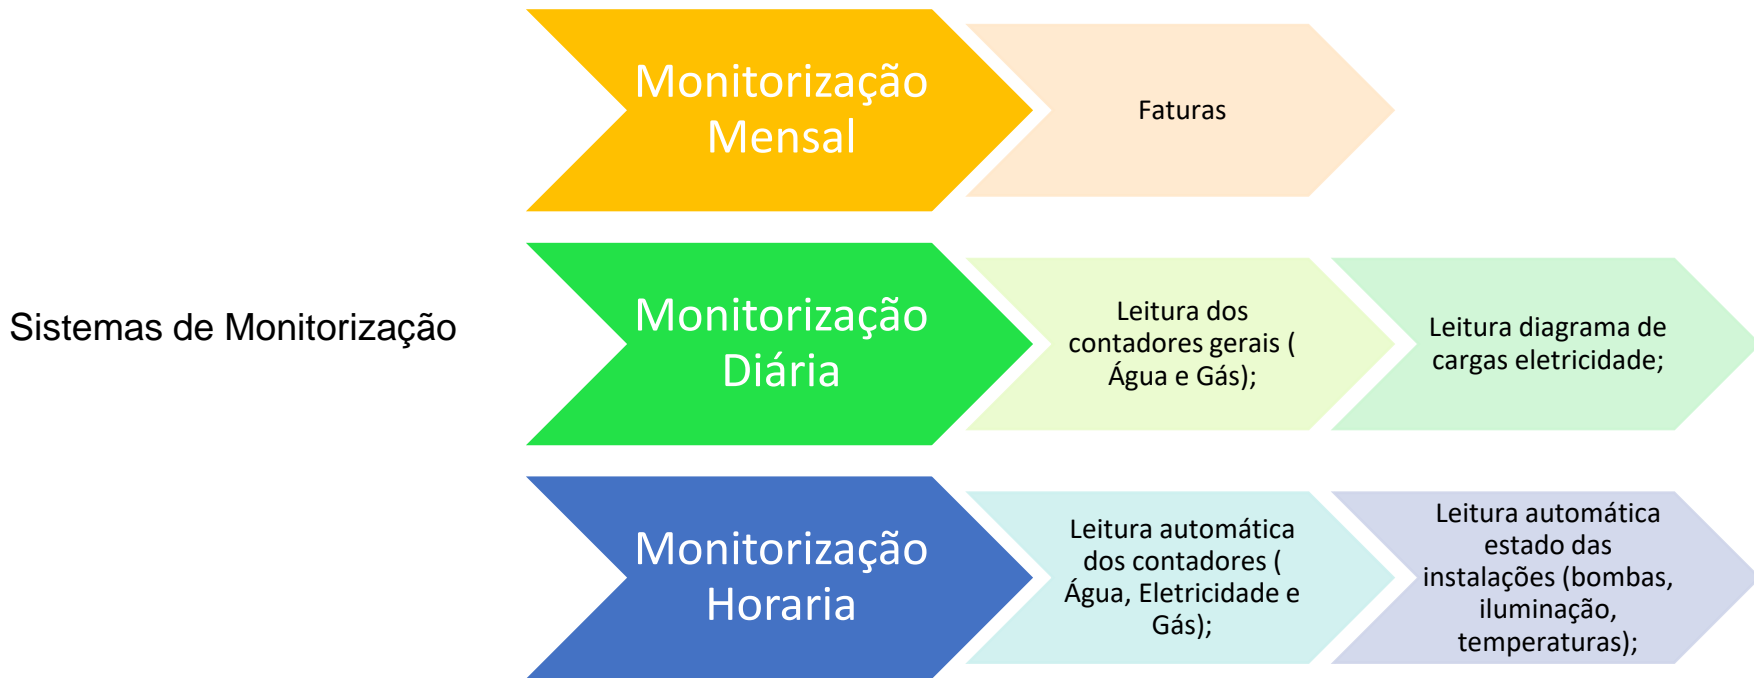 Sistemas de Monitorização
Monitorização
Mensal
Faturas
Monitorização
Diária
Leitura dos
contadores gerais (
Água e Gás);
Leitura diagrama de
cargas eletricidade;
Monitorização
Horaria
Leitura automática
dos contadores (
Água, Eletricidade e
Gás);
Leitura automática
estado das
instalações (bombas,
iluminação,
temperaturas);